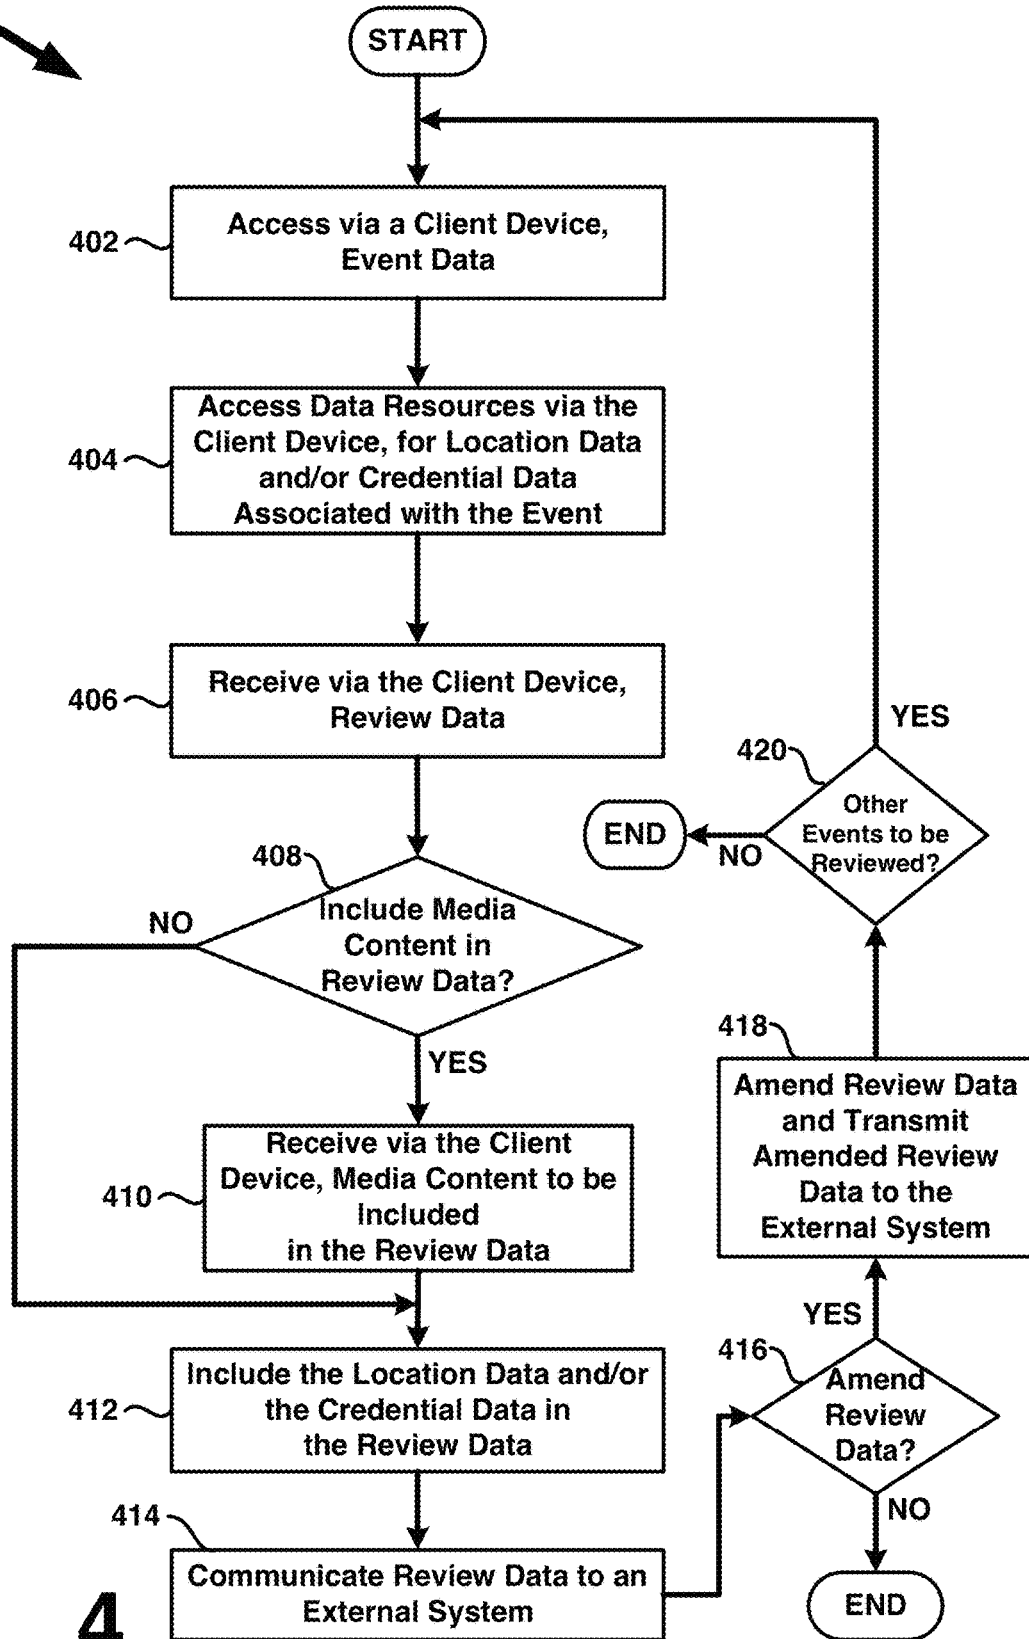 START
402
Access via a Client Device,
Event Data
404
Access Data Resources via the
Client Device, for Location Data
and/or Credential Data
Associated with the Event
406
Receive via the Client Device,
Review Data
408
Include Media
Content in
Review Data?
NO
YES
410
Receive via the Client
Device, Media Content to be
Included
in the Review Data
412
Include the Location Data and/or
the Credential Data in
the Review Data
414
Communicate Review Data to an
External System
416
Amend
Review
Data?
NO
END
YES
418
Amend Review Data
and Transmit
Amended Review
Data to the
External System
420
Other
Events to be
Reviewed?
NO
END
YES
4